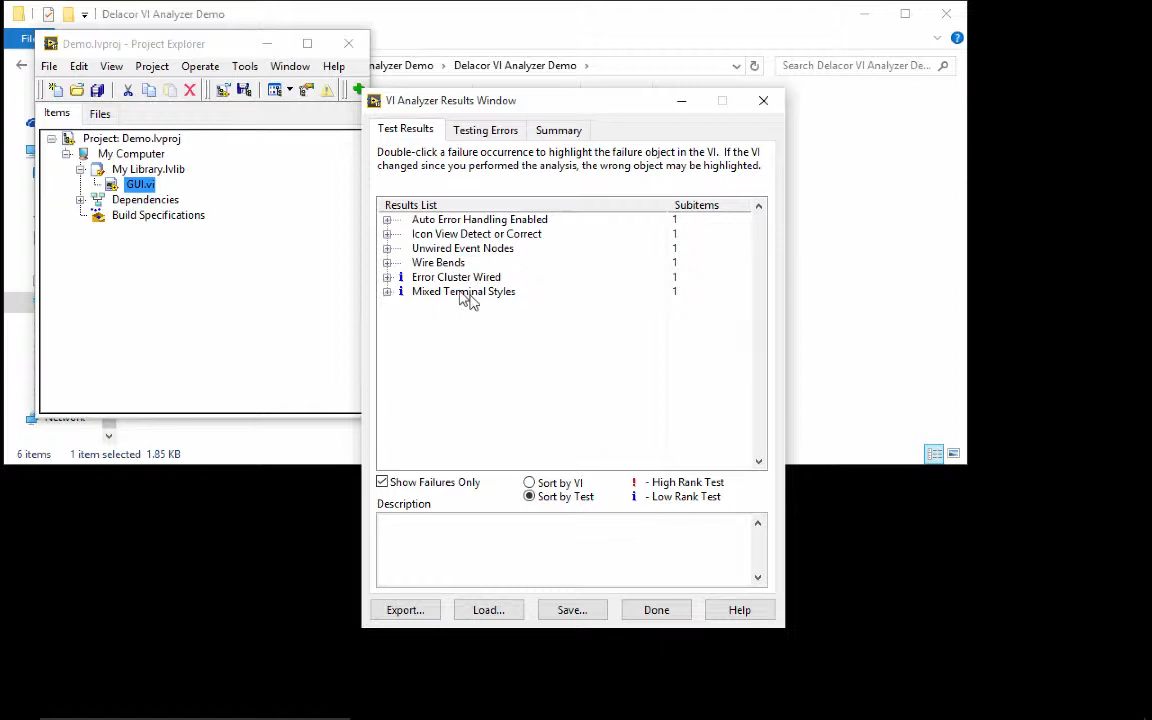 Delacor VI Analyzer Demo
Demo.lvproj - Project Explorer
File Edit View Project Operate Tools Window Help
alyzer Demo Delacor VI Analyzer Demo
Search Delacor VI Analyzer De...
Items Files
Project: Demo.lvproj
My Computer
My Library.lvlib
GUI.vi
Dependencies
Build Specifications
6 items 1 item selected 1.85 KB
VI Analyzer Results Window
Test Results Testing Errors Summary
Double-click a failure occurrence to highlight the failure object in the VI. If the VI
changed since you performed the analysis, the wrong object may be highlighted.
Results List Subitems
Auto Error Handling Enabled 1
Icon View Detect or Correct 1
Unwired Event Nodes 1
Wire Bends 1
i Error Cluster Wired 1
i Mixed Terminal Styles 1
Show Failures Only
Sort by VI
Sort by Test
! - High Rank Test
i - Low Rank Test
Description
Export... Load... Save... Done Help